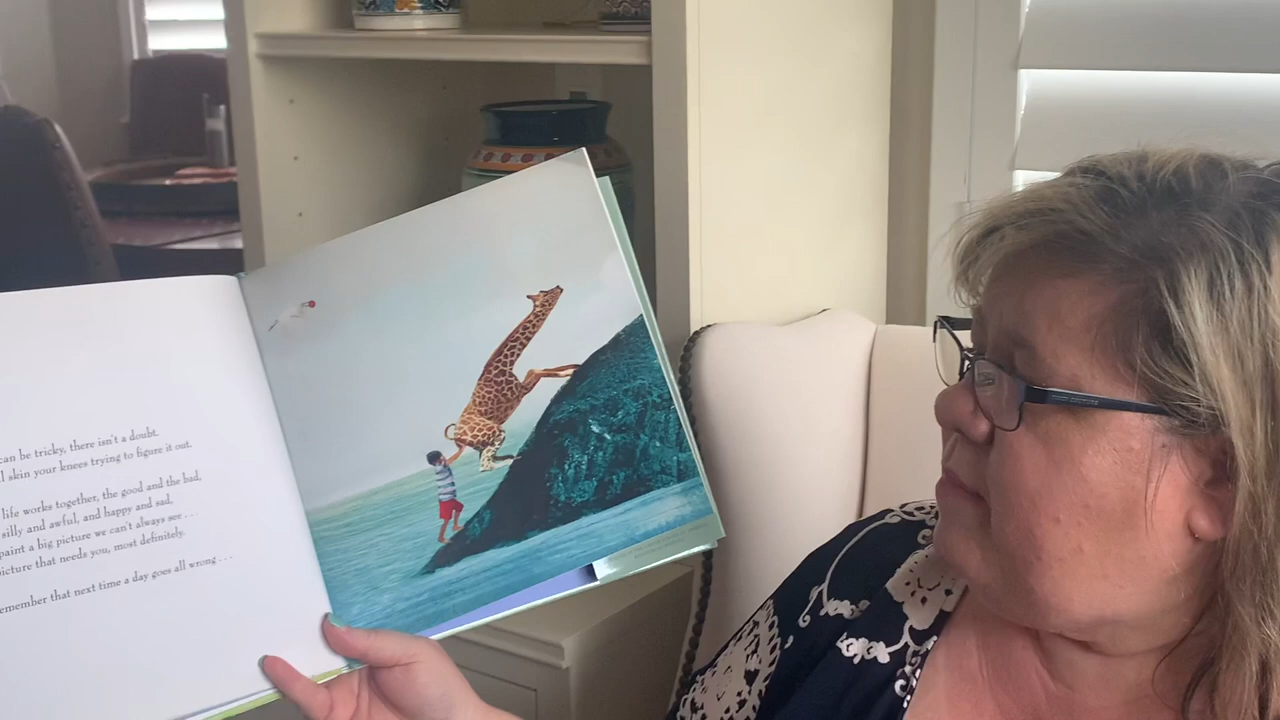 can be tricky, there isn't a doubt.
skin your knees trying to figure it out.
life works together, the good and the bad,
silly and awful, and happy and sad,
paint a big picture we can't always see . . .
picture that needs you, most definitely.
emember that next time a day goes all wrong . . .